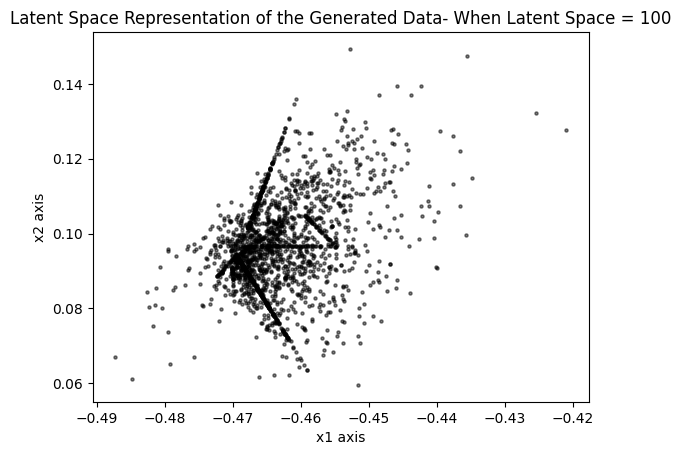 Latent Space Representation of the Generated Data- When Latent Space = 100
x2 axis
0.14
0.12
0.10
0.08
0.06
−0.49 −0.48 −0.47 −0.46 −0.45 −0.44 −0.43 −0.42
x1 axis